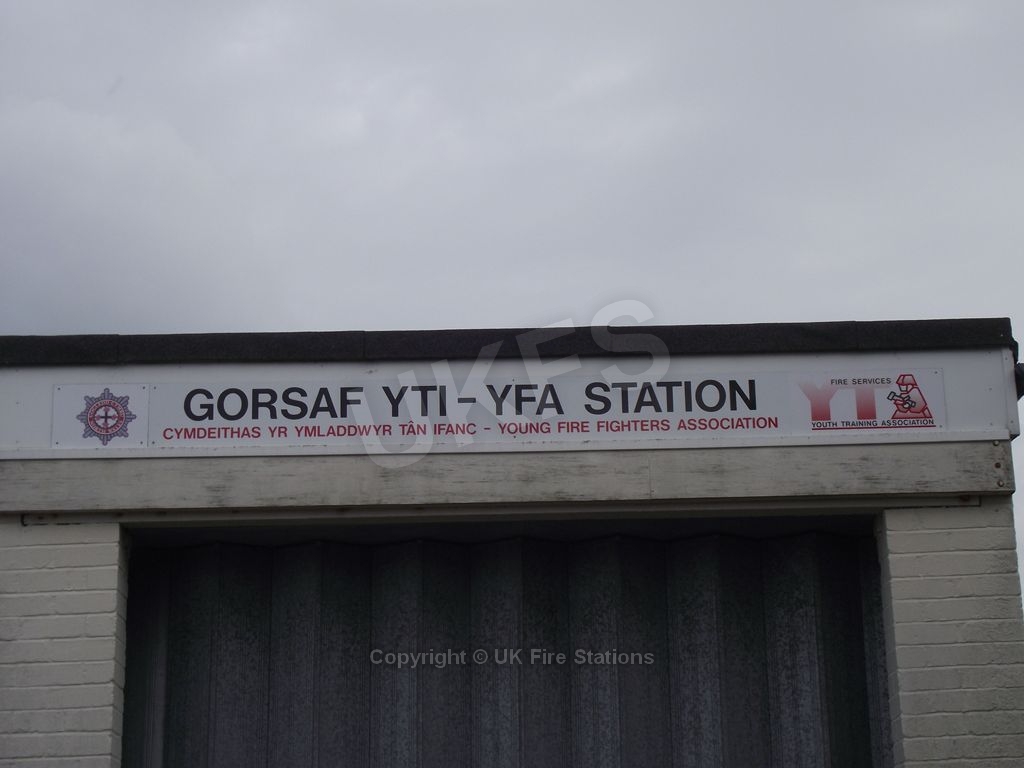 GORSAF YTI – YFA STATION
CYMDEITHAS YR YMLADDWYR TÂN IFANC – YOUNG FIRE FIGHTERS ASSOCIATION
FIRE SERVICES
YTA
YOUTH TRAINING ASSOCIATION
UKFS
Copyright © UK Fire Stations